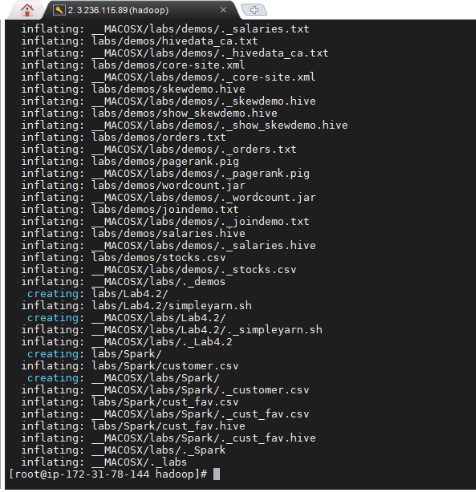 2. 3.236.115.89 (hadoop)
inflating: __MACOSX/labs/demos/._salaries.txt
inflating: labs/demos/hivedata_ca.txt
inflating: __MACOSX/labs/demos/._hivedata_ca.txt
inflating: labs/demos/core-site.xml
inflating: __MACOSX/labs/demos/._core-site.xml
inflating: labs/demos/skewdemo.hive
inflating: __MACOSX/labs/demos/._skewdemo.hive
inflating: labs/demos/show_skewdemo.hive
inflating: __MACOSX/labs/demos/._show_skewdemo.hive
inflating: labs/demos/orders.txt
inflating: __MACOSX/labs/demos/._orders.txt
inflating: labs/demos/pagerank.pig
inflating: __MACOSX/labs/demos/._pagerank.pig
inflating: labs/demos/wordcount.jar
inflating: __MACOSX/labs/demos/._wordcount.jar
inflating: labs/demos/joindemo.txt
inflating: __MACOSX/labs/demos/._joindemo.txt
inflating: labs/demos/salaries.hive
inflating: __MACOSX/labs/demos/._salaries.hive
inflating: labs/demos/stocks.csv
inflating: __MACOSX/labs/demos/._stocks.csv
inflating: __MACOSX/labs/._demos
creating: labs/Lab4.2/
inflating: labs/Lab4.2/simpleyarn.sh
creating: __MACOSX/labs/Lab4.2/
inflating: __MACOSX/labs/Lab4.2/._simpleyarn.sh
inflating: __MACOSX/labs/._Lab4.2
creating: labs/Spark/
inflating: labs/Spark/customer.csv
creating: __MACOSX/labs/Spark/
inflating: __MACOSX/labs/Spark/._customer.csv
inflating: labs/Spark/cust_fav.csv
inflating: __MACOSX/labs/Spark/._cust_fav.csv
inflating: labs/Spark/cust_fav.hive
inflating: __MACOSX/labs/Spark/._cust_fav.hive
inflating: __MACOSX/labs/._Spark
inflating: __MACOSX/._labs
[root@ip-172-31-78-144 hadoop]#